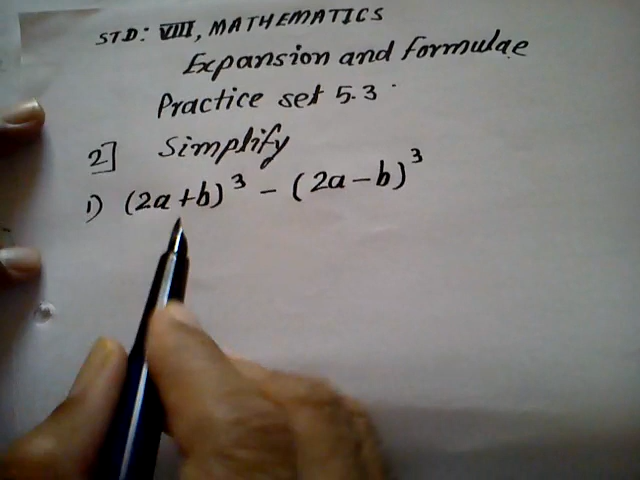 STD: VIII, MATHEMATICS
Expansion and formulae
Practice set 5.3
2] Simplify
1) (2a+b)³ - (2a-b)³